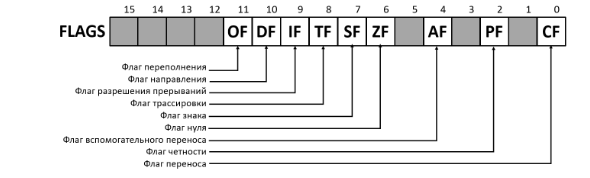 15 14 13 12 11 10 9 8 7 6 5 4 3 2 1 0
FLAGS OF DF IF TF SF ZF AF PF CF
Флаг переполнения
Флаг направления
Флаг разрешения прерываний
Флаг трассировки
Флаг знака
Флаг нуля
Флаг вспомогательного переноса
Флаг четности
Флаг переноса